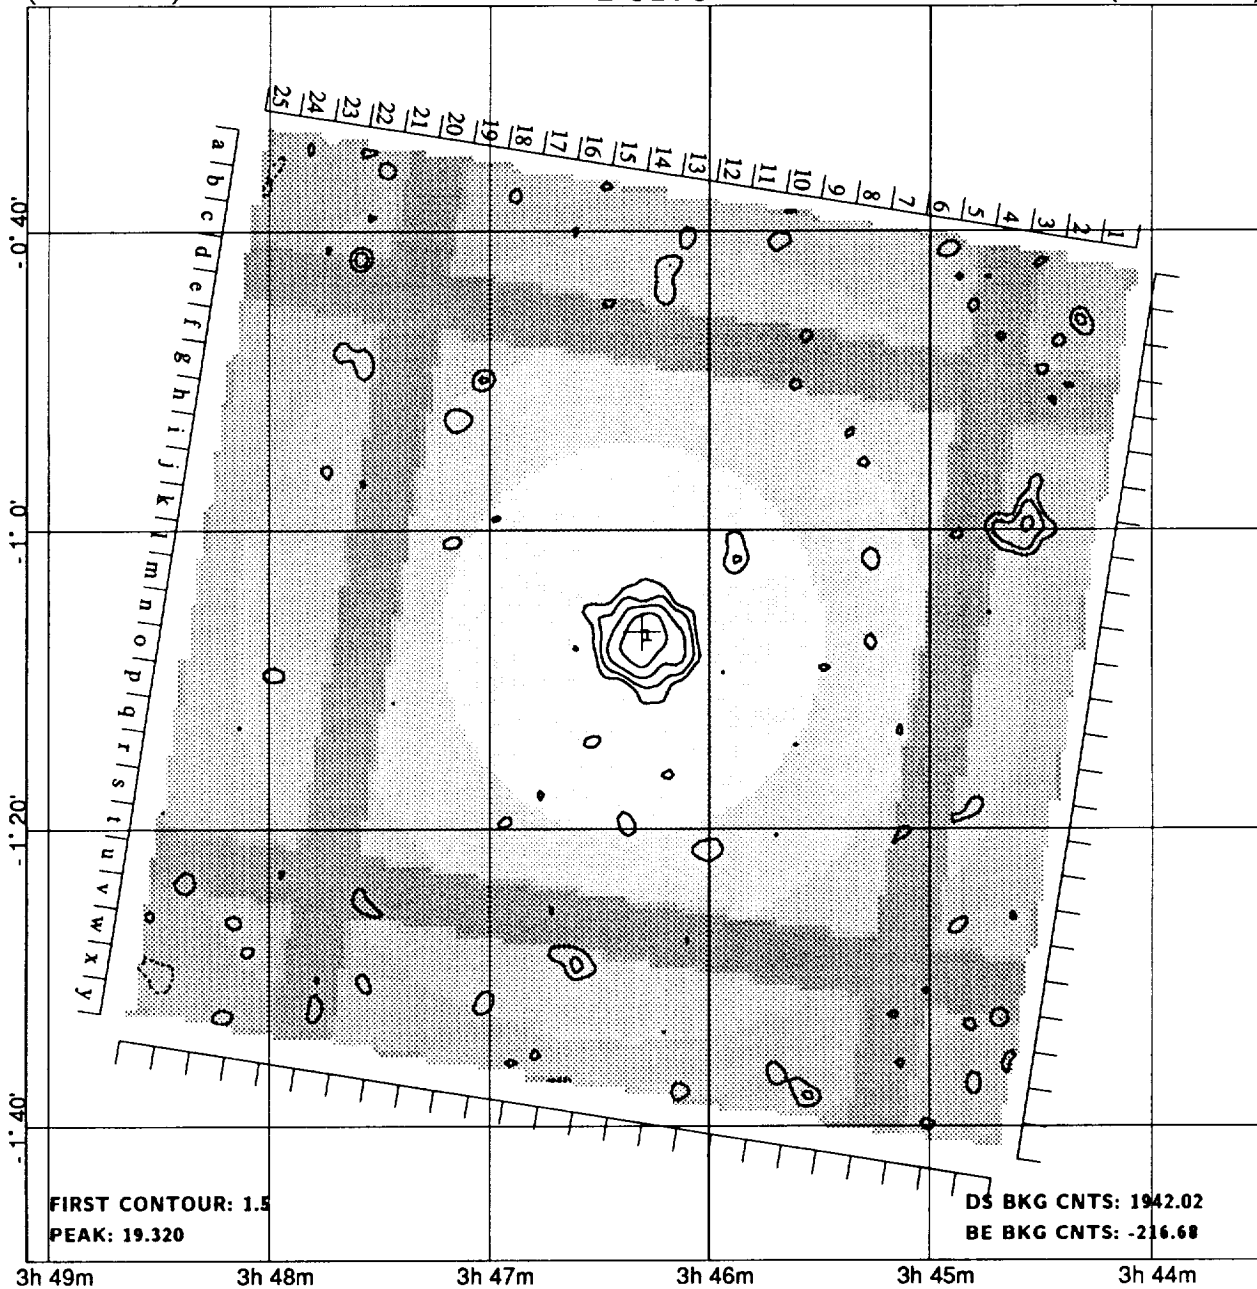 25 24 23 22 21 20 19 18 17 16 15 14 13 12 11 10 9 8 7 6 5 4 3 2 1
a b c d e f g h i j k l m n o p q r s t u v w x y
-0°40'
-1°0'
-1°20'
-1°40'
FIRST CONTOUR: 1.5
PEAK: 19.320
DS BKG CNTS: 1942.02
BE BKG CNTS: -216.68
3h 49m 3h 48m 3h 47m 3h 46m 3h 45m 3h 44m